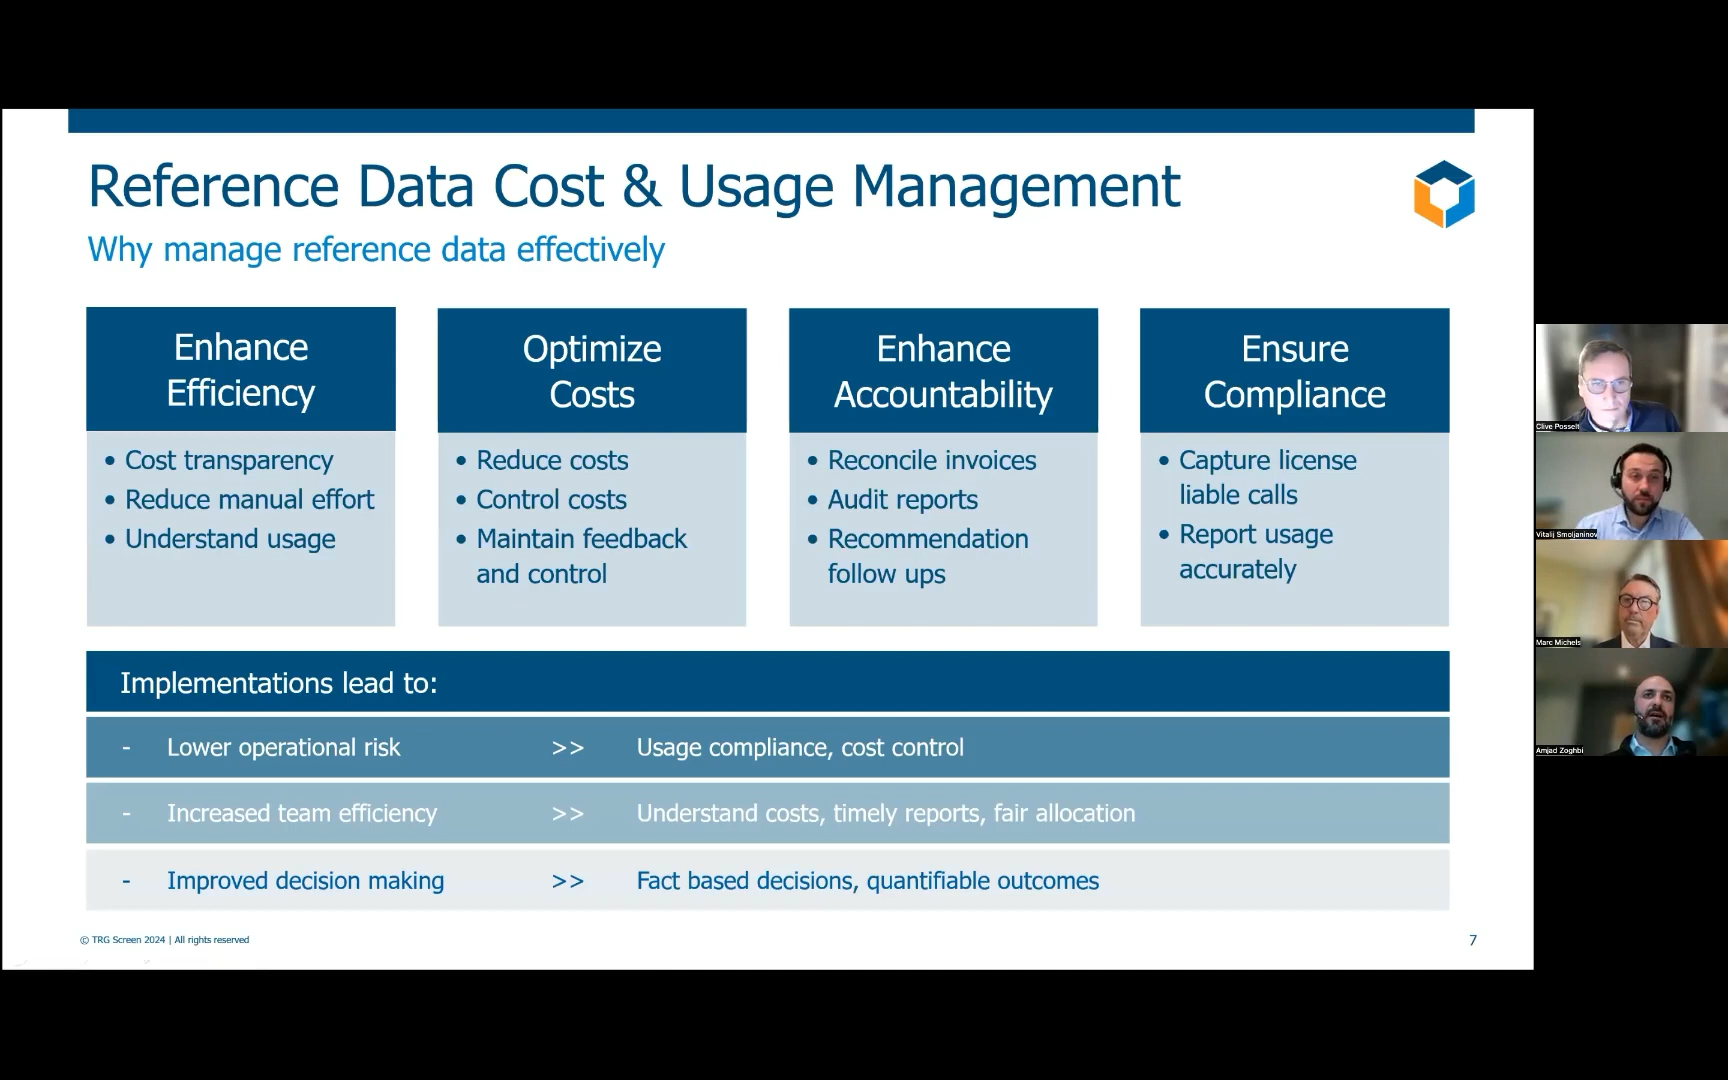 Reference Data Cost & Usage Management
Why manage reference data effectively
Enhance
Efficiency
• Cost transparency
• Reduce manual effort
• Understand usage
Optimize
Costs
• Reduce costs
• Control costs
• Maintain feedback
and control
Enhance
Accountability
• Reconcile invoices
• Audit reports
• Recommendation
follow ups
Ensure
Compliance
• Capture license
liable calls
• Report usage
accurately
Implementations lead to:
- Lower operational risk >> Usage compliance, cost control
- Increased team efficiency >> Understand costs, timely reports, fair allocation
- Improved decision making >> Fact based decisions, quantifiable outcomes
© TRG Screen 2024 | All rights reserved
7
Clive Posselt
Vitalij Smoljaninov
Marc Michels
Amjad Zoghbi